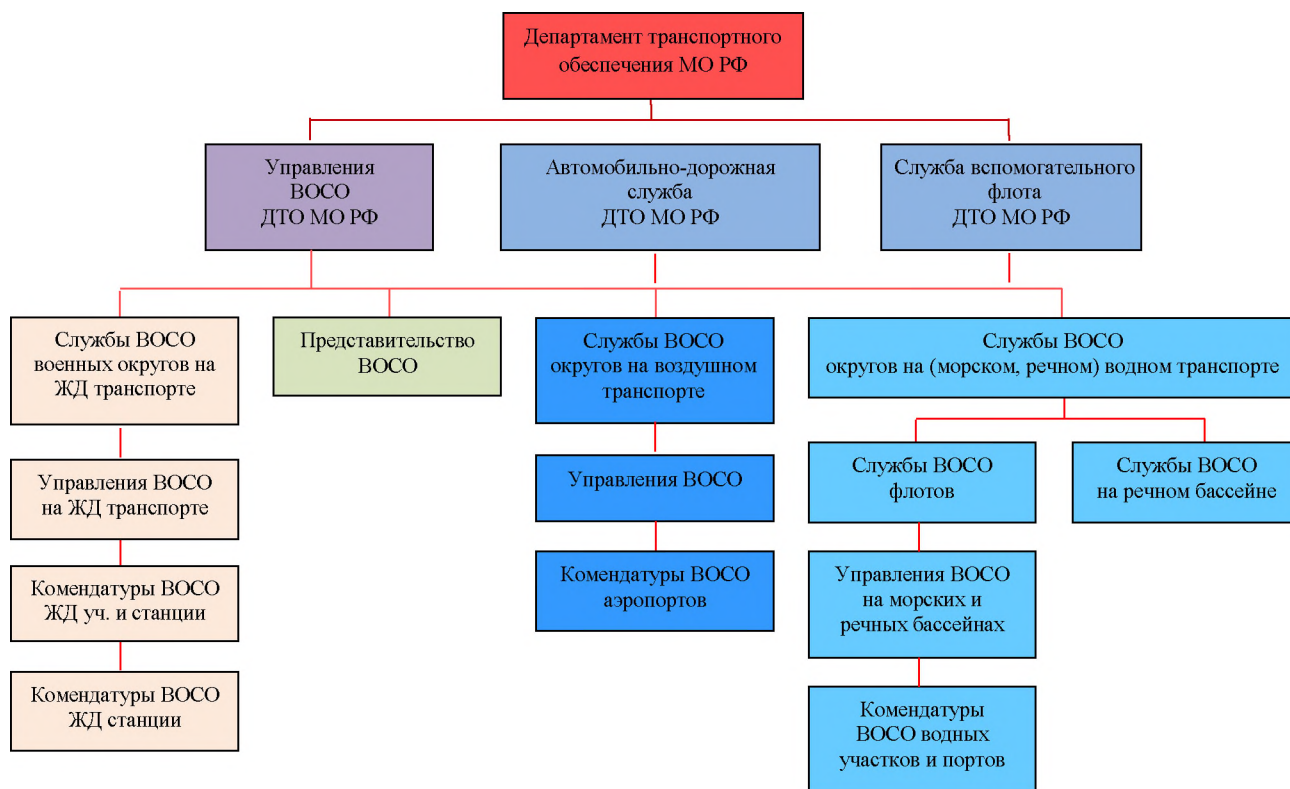 Департамент транспортного
обеспечения МО РФ
Управления
ВОСО
ДТО МО РФ
Автомобильно-дорожная
служба
ДТО МО РФ
Служба вспомогательного
флота
ДТО МО РФ
Службы ВОСО
военных округов на
ЖД транспорте
Представительство
ВОСО
Службы ВОСО
округов на воздушном
транспорте
Службы ВОСО
округов на (морском, речном) водном транспорте
Управления ВОСО
на ЖД транспорте
Управления ВОСО
Службы ВОСО
флотов
Службы ВОСО
на речном бассейне
Комендатуры ВОСО
ЖД уч. и станции
Комендатуры ВОСО
аэропортов
Управления ВОСО
на морских и
речных бассейнах
Комендатуры ВОСО
ЖД станции
Комендатуры
ВОСО водных
участков и портов